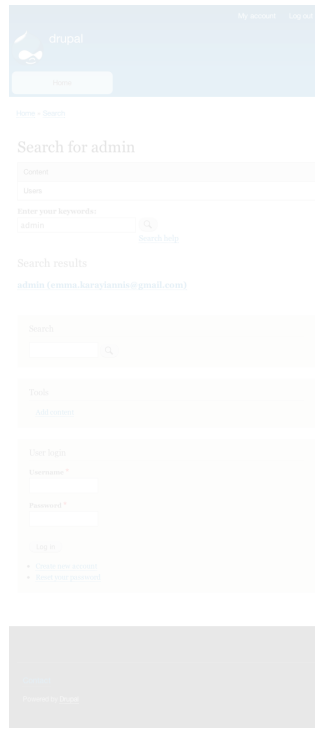 My account Log out
drupal
Home
Home » Search
Search for admin
Content
Users
Enter your keywords:
admin
Search help
Search results
admin (emma.karayiannis@gmail.com)
Search
Tools
Add content
User login
Username *
Password *
Log in
Create new account
Reset your password
Powered by Drupal